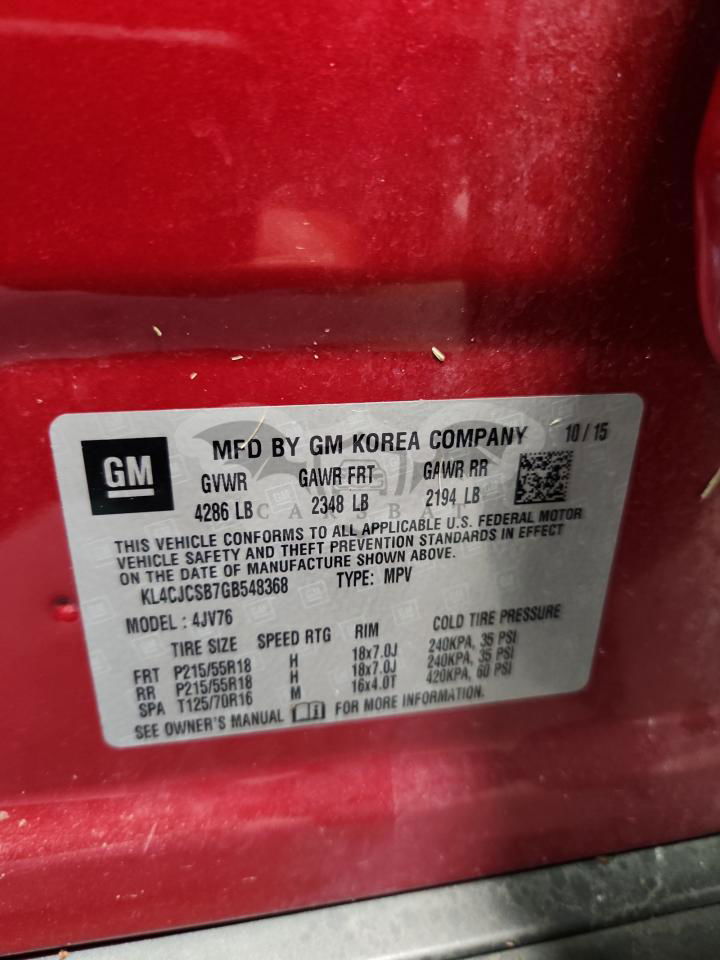 GM
MFD BY GM KOREA COMPANY 10 / 15
GVWR GAWR FRT GAWR RR
4286 LB 2348 LB 2194 LB
CARSBAT
THIS VEHICLE CONFORMS TO ALL APPLICABLE U.S. FEDERAL MOTOR
VEHICLE SAFETY AND THEFT PREVENTION STANDARDS IN EFFECT
ON THE DATE OF MANUFACTURE SHOWN ABOVE.
KL4CJCSB7GB548368 TYPE: MPV
MODEL : 4JV76
TIRE SIZE SPEED RTG RIM COLD TIRE PRESSURE
FRT P215/55R18 H 18x7.0J 240KPA, 35 PSI
RR P215/55R18 H 18x7.0J 240KPA, 35 PSI
SPA T125/70R16 M 16x4.0T 420KPA, 60 PSI
SEE OWNER'S MANUAL FOR MORE INFORMATION.